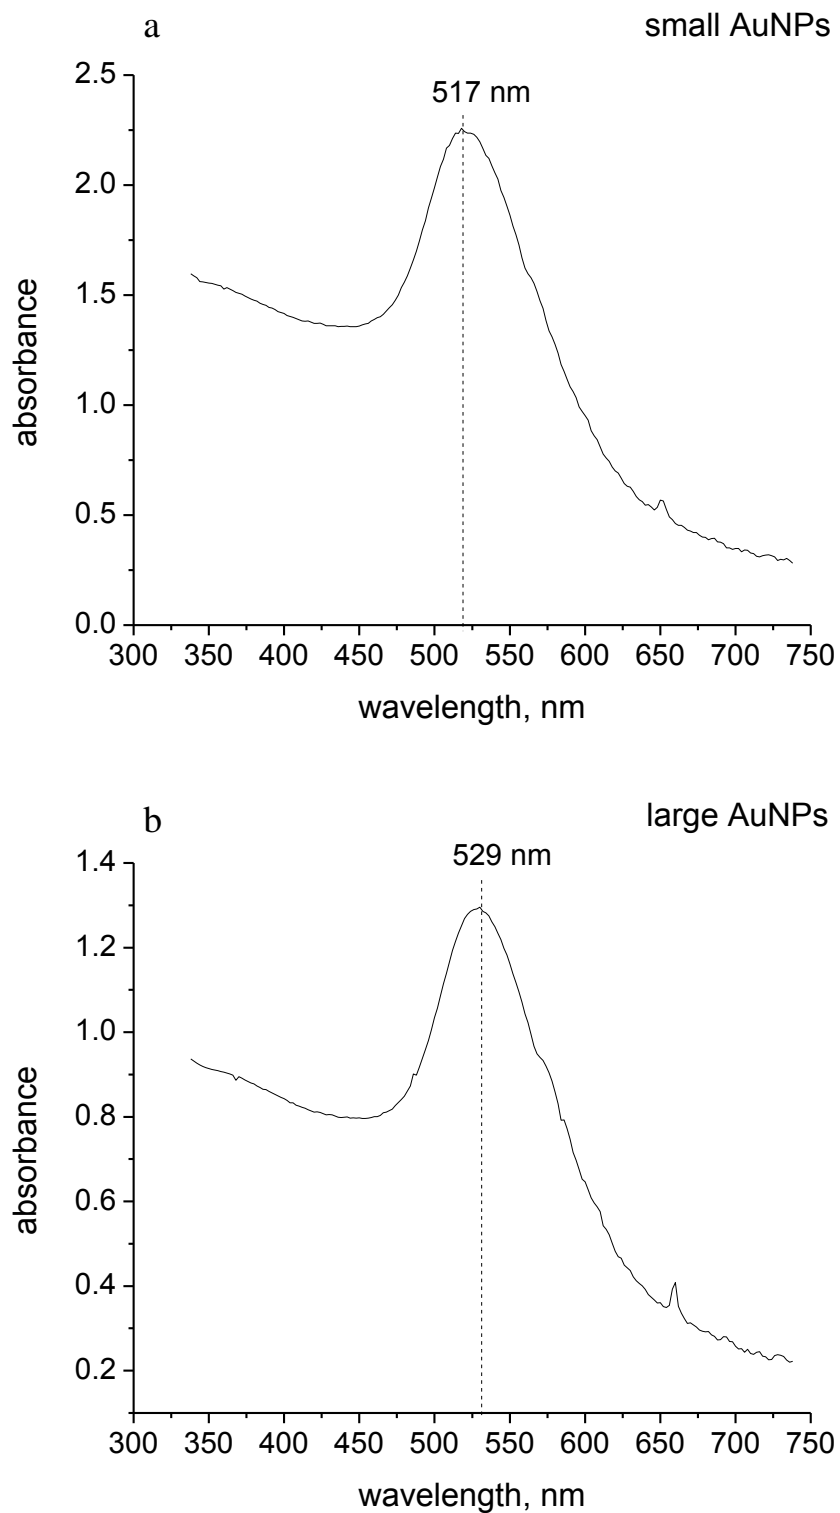 a
small AuNPs
517 nm
2.5
2.0
1.5
1.0
0.5
0.0
absorbance
300 350 400 450 500 550 600 650 700 750
wavelength, nm
b
large AuNPs
529 nm
1.4
1.2
1.0
0.8
0.6
0.4
0.2
absorbance
300 350 400 450 500 550 600 650 700 750
wavelength, nm